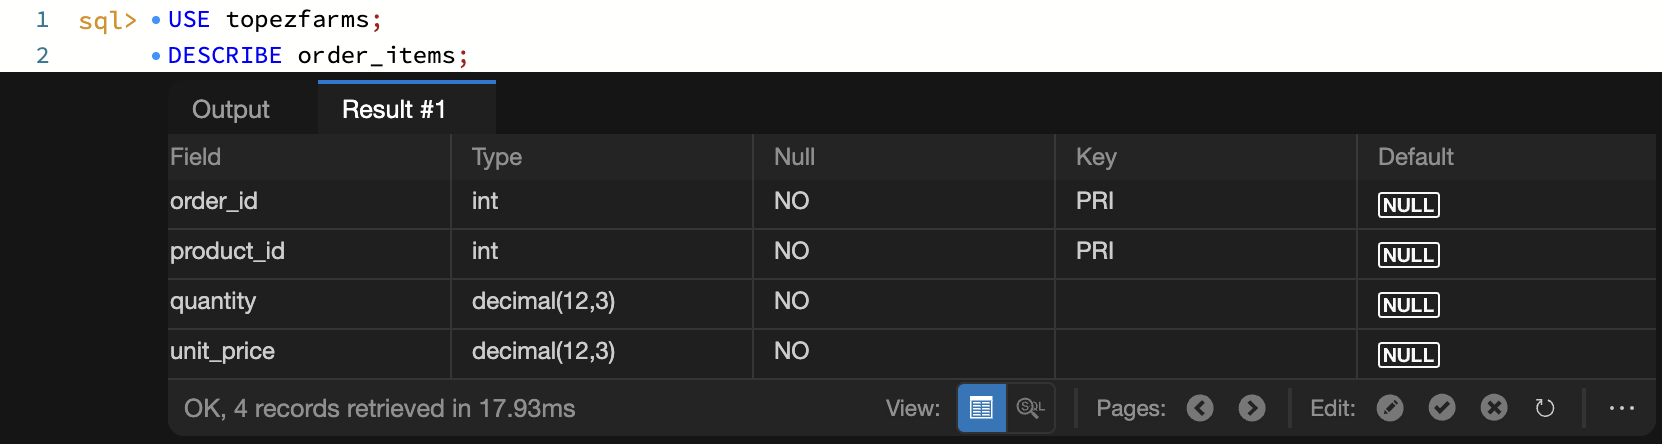 1 sql> USE topezfarms;
2 DESCRIBE order_items;
Output Result #1
Field Type Null Key Default
order_id int NO PRI NULL
product_id int NO PRI NULL
quantity decimal(12,3) NO NULL
unit_price decimal(12,3) NO NULL
OK, 4 records retrieved in 17.93ms View: SQL Pages: Edit: ...